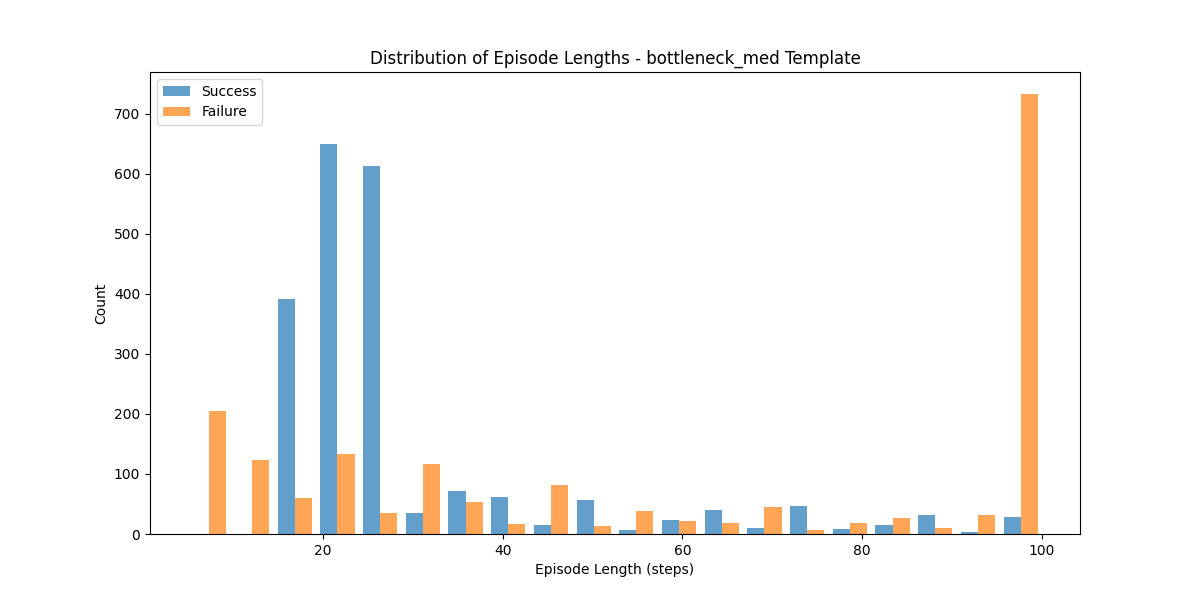 Distribution of Episode Lengths - bottleneck_med Template
Success
Failure
700
600
500
400
300
200
100
0
Count
20
40
60
80
100
Episode Length (steps)